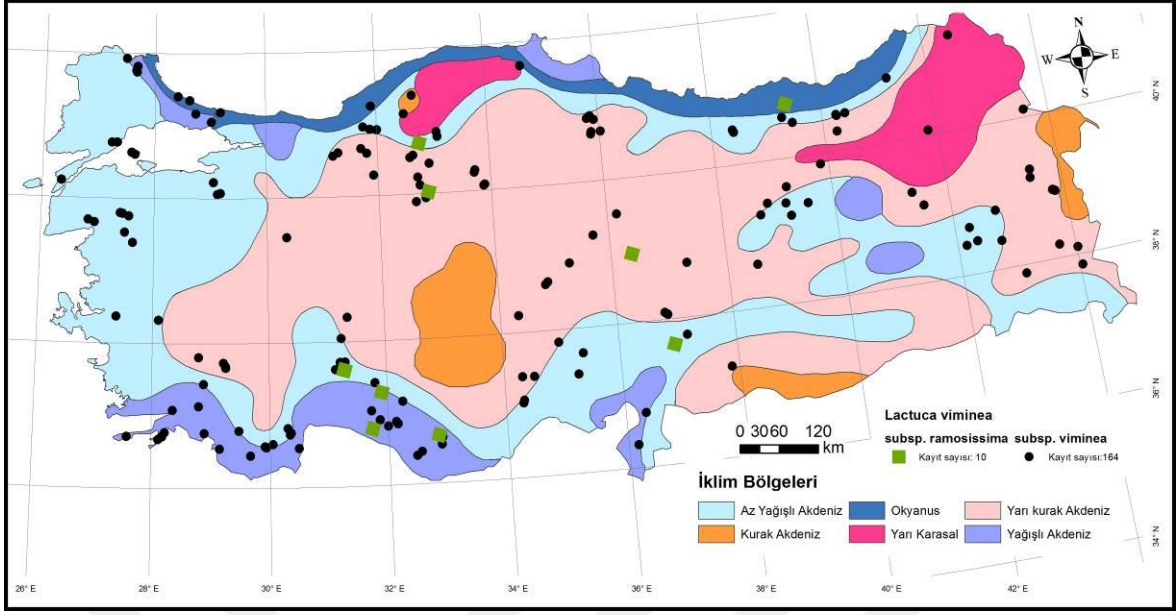 N
W E
S
40° N
38° N
36° N
34° N
Lactuca viminea
subsp. ramosissima subsp. viminea
Kayıt sayısı: 10 Kayıt sayısı:164
0 30 60 120
km
İklim Bölgeleri
Az Yağışlı Akdeniz Okyanus Yarı kurak Akdeniz
Kurak Akdeniz Yarı Karasal Yağışlı Akdeniz
26° E 28° E 30° E 32° E 34° E 36° E 38° E 40° E 42° E